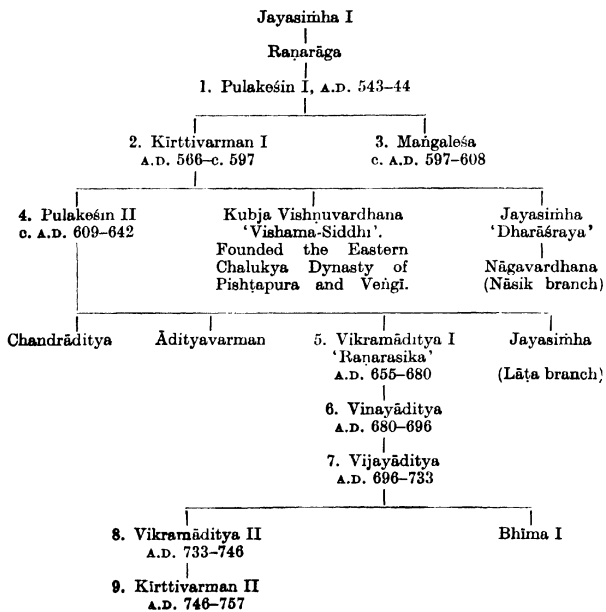 Jayasiṁha I
Raṇarāga
1. Pulakeśin I, A.D. 543–44
2. Kīrttivarman I
A.D. 566–c. 597
3. Maṅgaleśa
c. A.D. 597–608
4. Pulakeśin II
c. A.D. 609–642
Kubja Vishṇuvardhana
'Vishama-Siddhi'.
Founded the Eastern
Chalukya Dynasty of
Pishṭapura and Veṅgī.
Jayasiṁha
'Dharāśraya'
Nāgavardhana
(Nāsik branch)
Chandrāditya
Ādityavarman
5. Vikramāditya I
'Raṇarasika'
A.D. 655–680
Jayasiṁha
(Lāṭa branch)
6. Vinayāditya
A.D. 680–696
7. Vijayāditya
A.D. 696–733
8. Vikramāditya II
A.D. 733–746
Bhīma I
9. Kīrttivarman II
A.D. 746–757